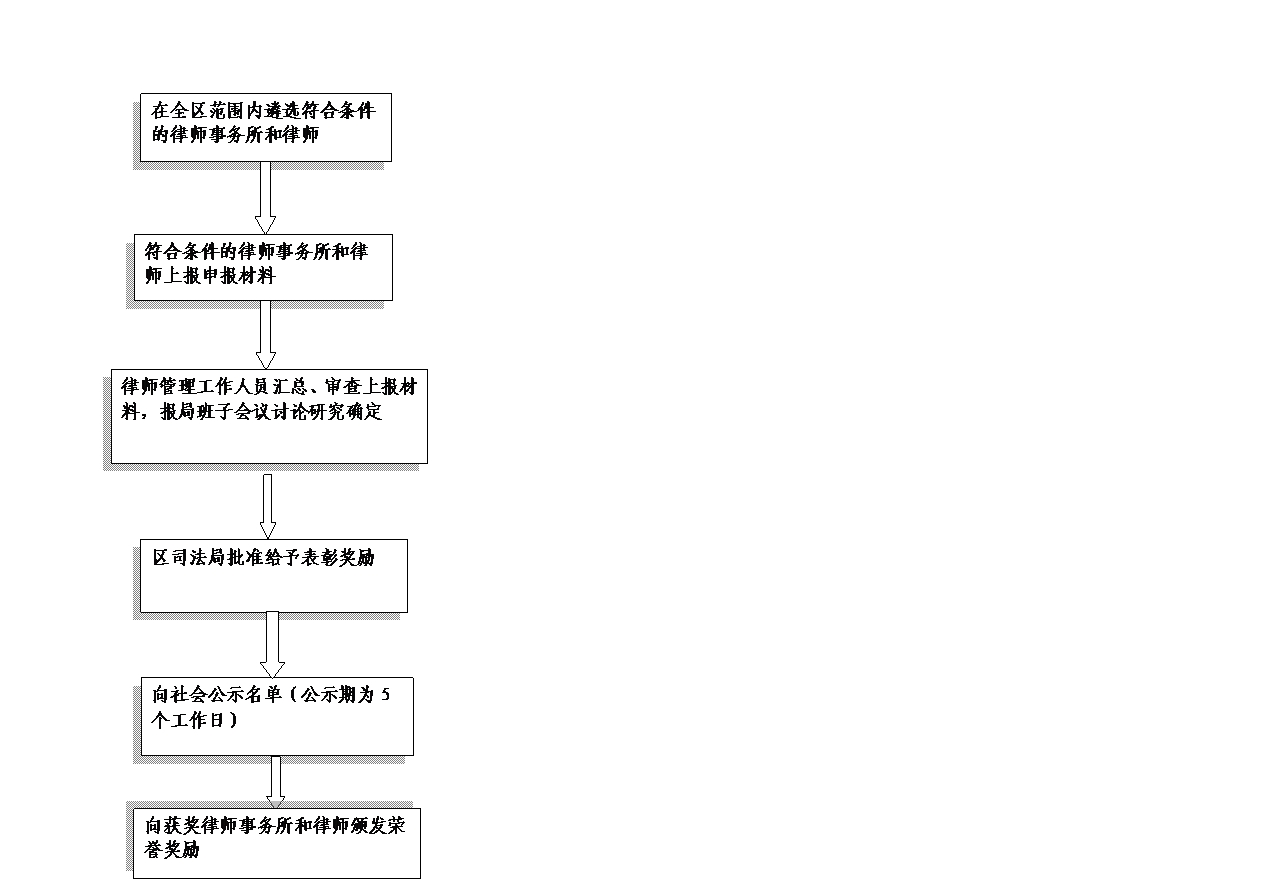 在全区范围内遴选符合条件
的律师事务所和律师
符合条件的律师事务所和律
师上报申报材料
律师管理工作人员汇总、审查上报材
料，报局班子会议讨论研究确定
区司法局批准给予表彰奖励
向社会公示名单（公示期为 5
个工作日）
向获奖律师事务所和律师颁发荣
誉奖励